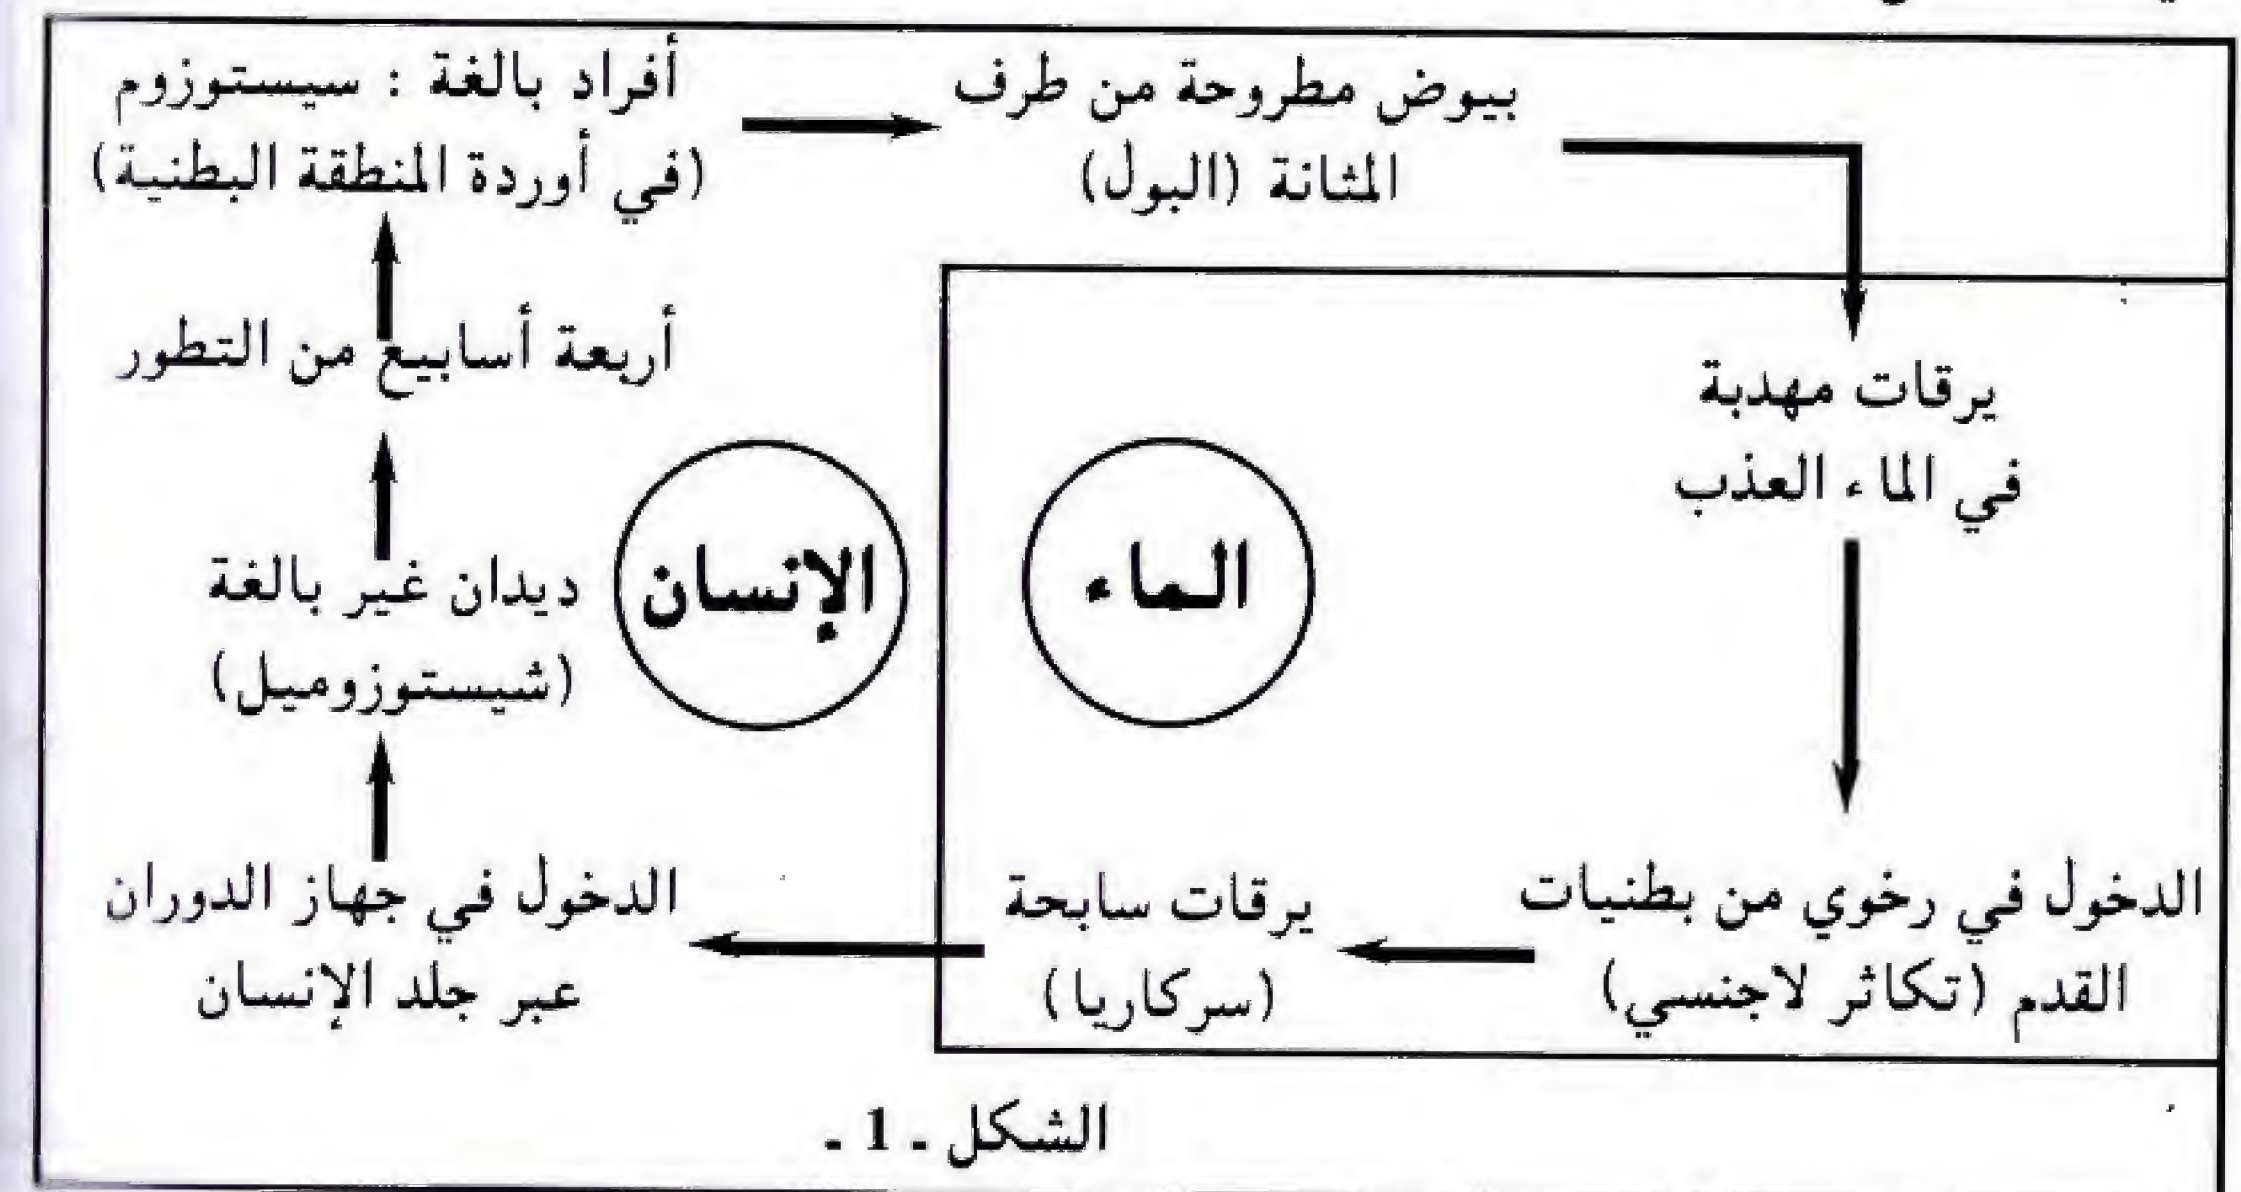 أفراد بالغة : سيستوزوم
(في أوردة المنطقة البطنية)
بيوض مطروحة من طرف
المثانة (البول)
يرقات مهدبة
في الماء العذب
الدخول في رخوي من بطنيات
القدم (تكاثر لاجنسي)
يرقات سابحة
(سركاريا)
الدخول في جهاز الدوران
عبر جلد الإنسان
ديدان غير بالغة
(شيستوزوميل)
أربعة أسابيع من التطور
الإنسان
الماء
الشكل ـ 1 ـ